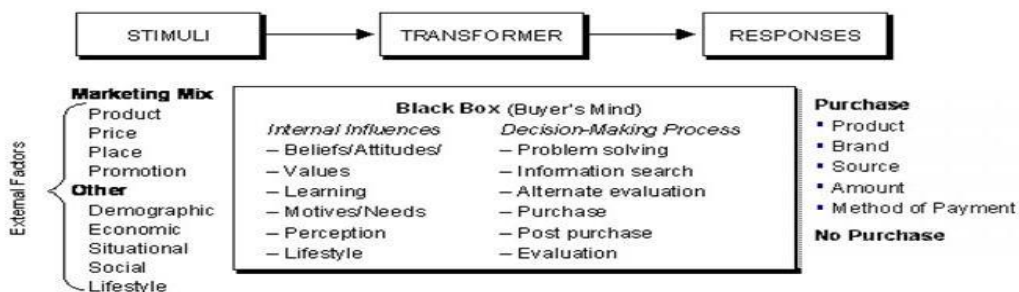 STIMULI
TRANSFORMER
RESPONSES
External Factors
Marketing Mix
Product
Price
Place
Promotion
Other
Demographic
Economic
Situational
Social
Lifestyle
Black Box (Buyer's Mind)
Internal Influences
– Beliefs/Attitudes/
– Values
– Learning
– Motives/Needs
– Perception
– Lifestyle
Decision-Making Process
– Problem solving
– Information search
– Alternate evaluation
– Purchase
– Post purchase
– Evaluation
Purchase
▪ Product
▪ Brand
▪ Source
▪ Amount
▪ Method of Payment
No Purchase